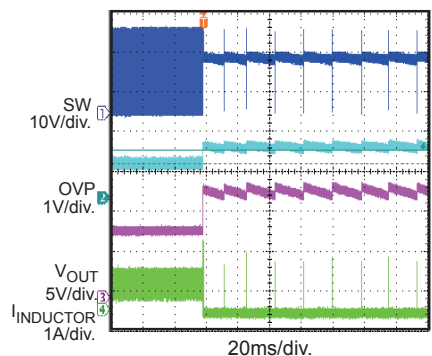 T
SW
10V/div.
1
OVP
1V/div.
2
VOUT
5V/div.
3
IINDUCTOR
1A/div.
4
20ms/div.